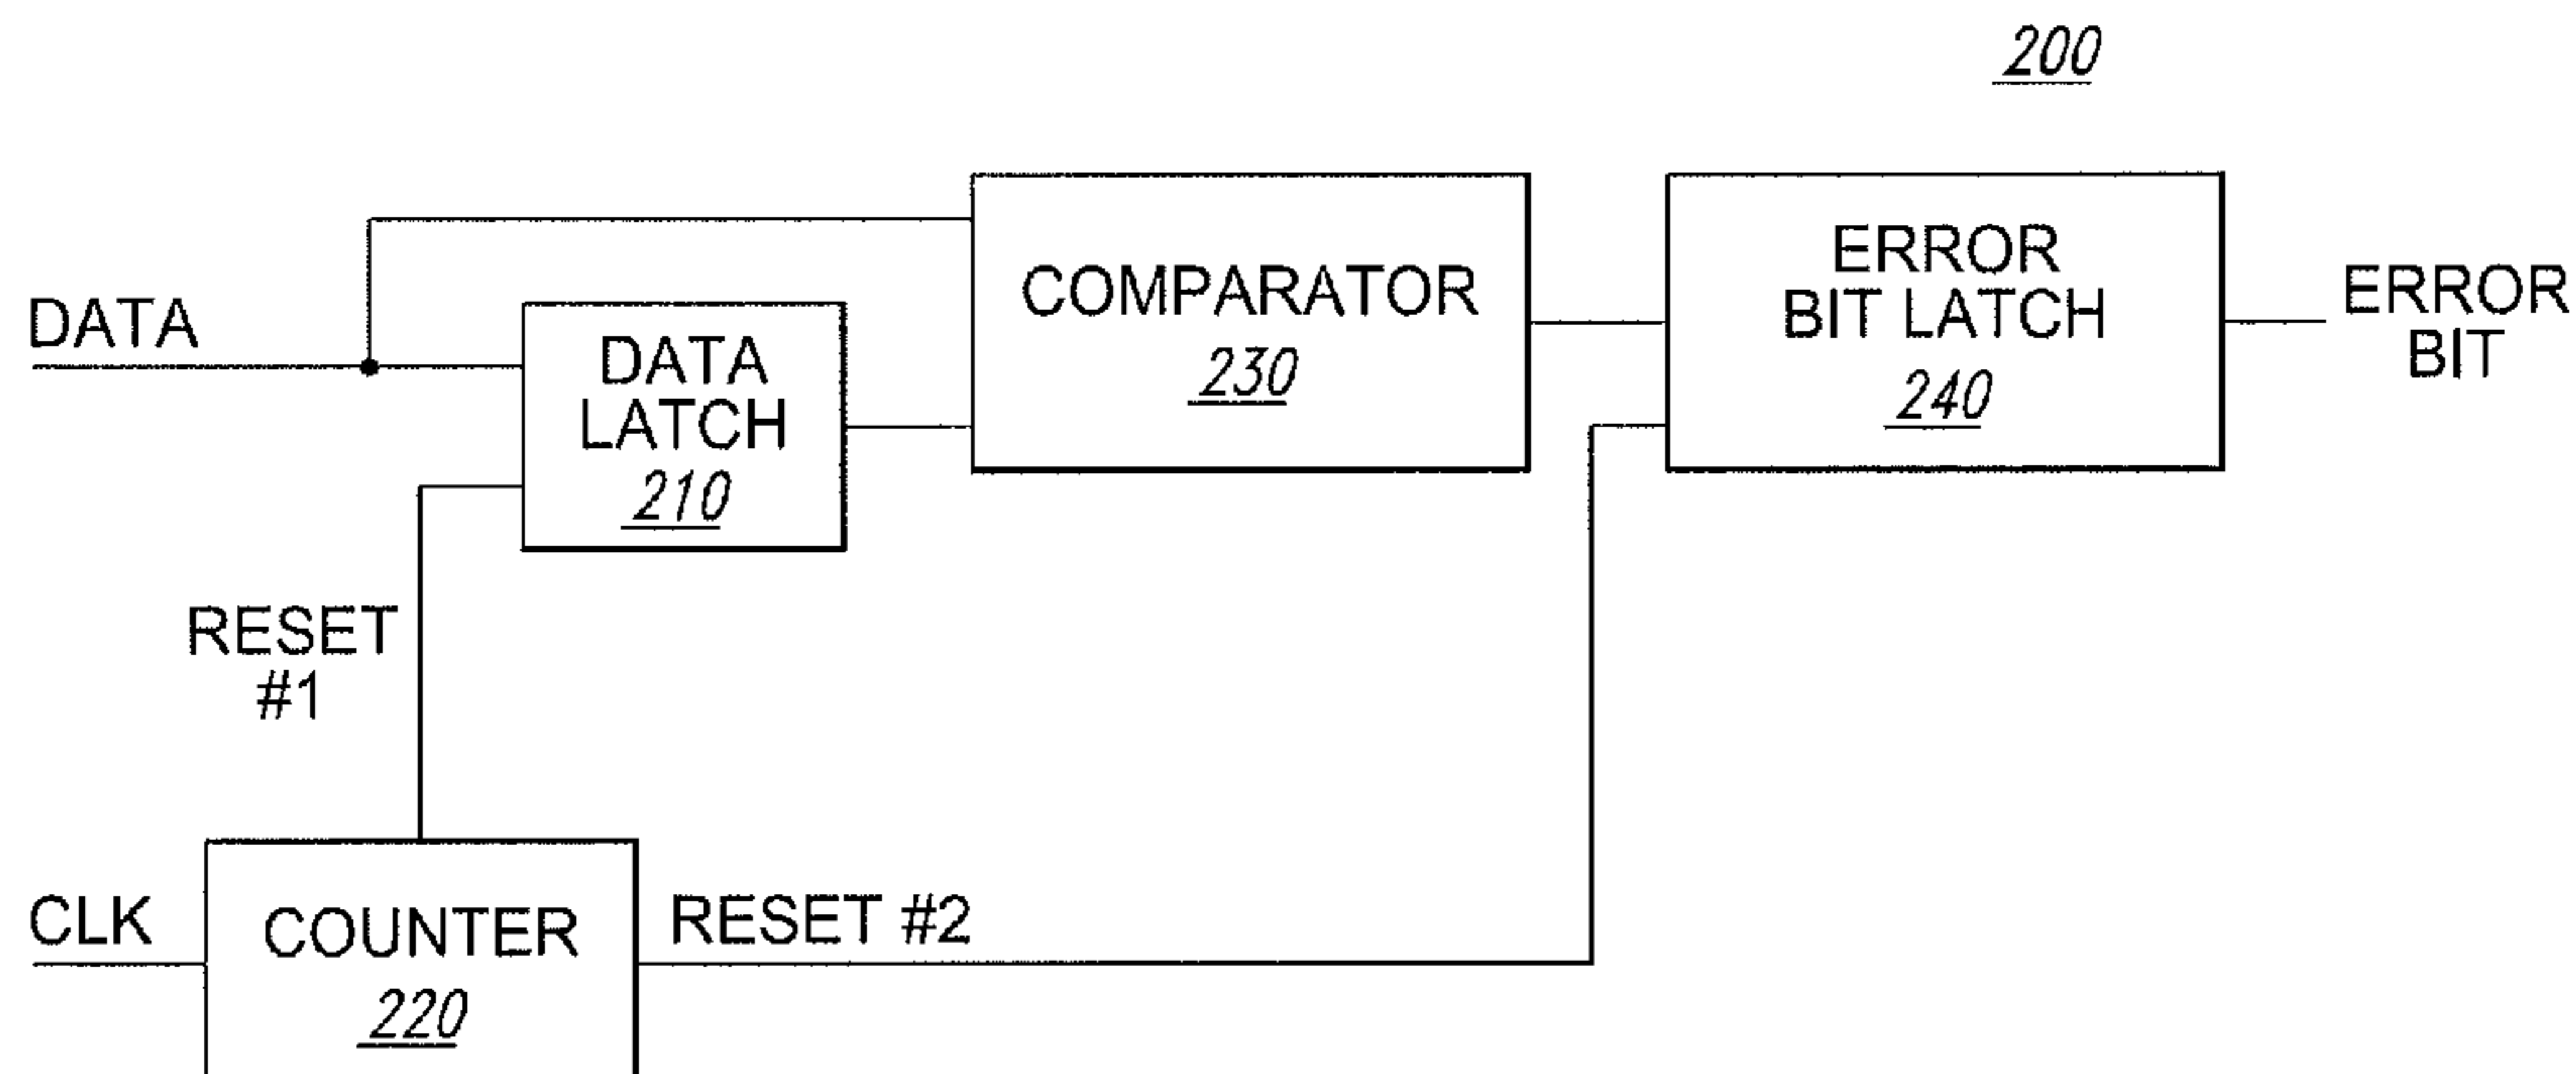 200
DATA
DATA
LATCH
210
COMPARATOR
230
ERROR
BIT LATCH
240
ERROR
BIT
RESET
#1
CLK
COUNTER
220
RESET #2